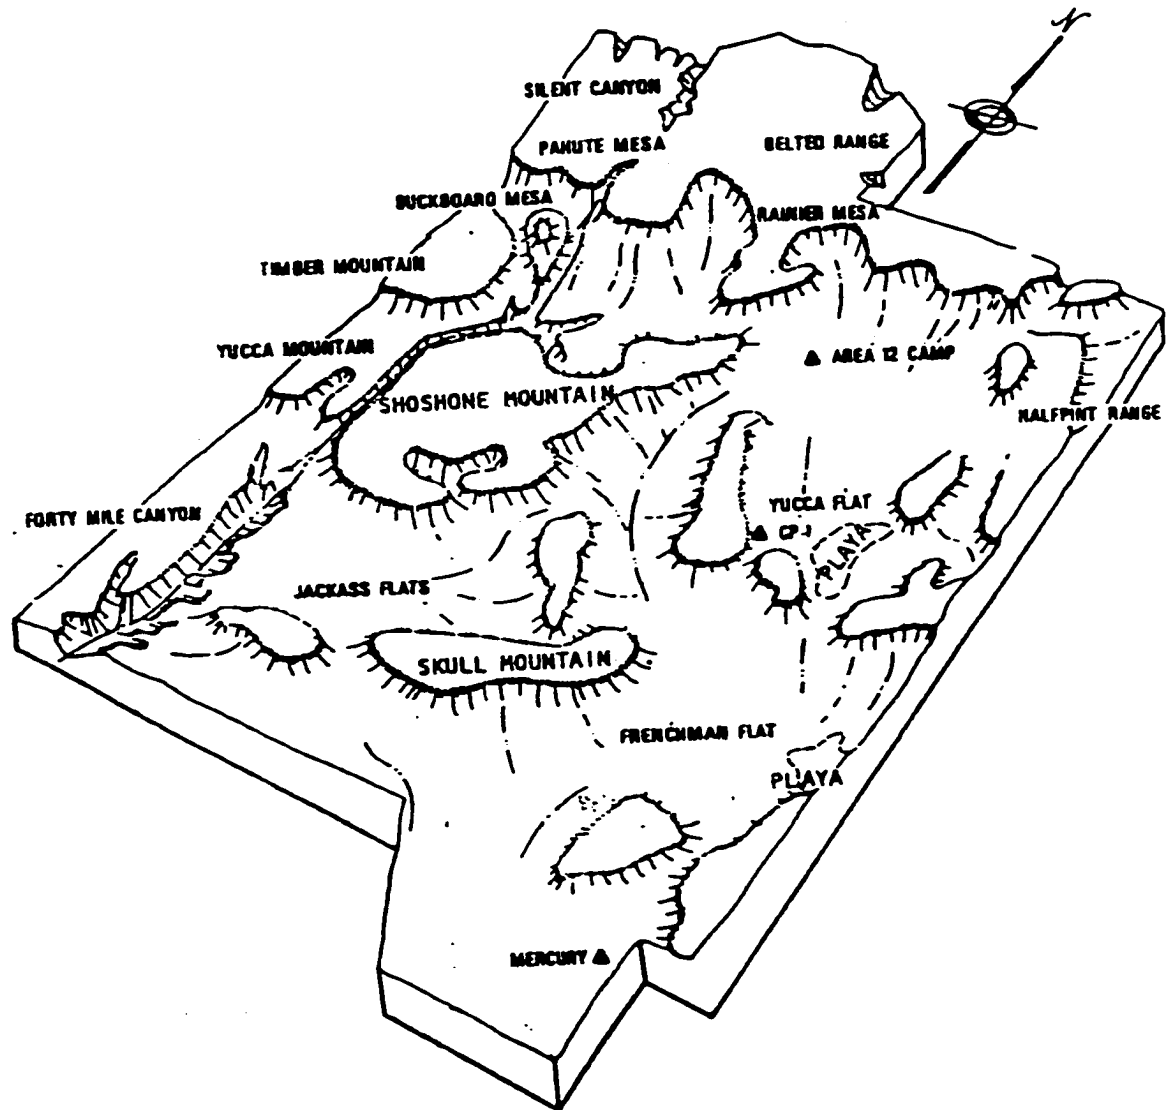 N
SILENT CANYON
PAHUTE MESA
BELTED RANGE
BUCKBOARD MESA
RAINIER MESA
TIMBER MOUNTAIN
YUCCA MOUNTAIN
AREA 12 CAMP
SHOSHONE MOUNTAIN
HALFPINT RANGE
FORTY MILE CANYON
YUCCA FLAT
CP-1
PLAYA
JACKASS FLATS
SKULL MOUNTAIN
FRENCHMAN FLAT
PLAYA
MERCURY